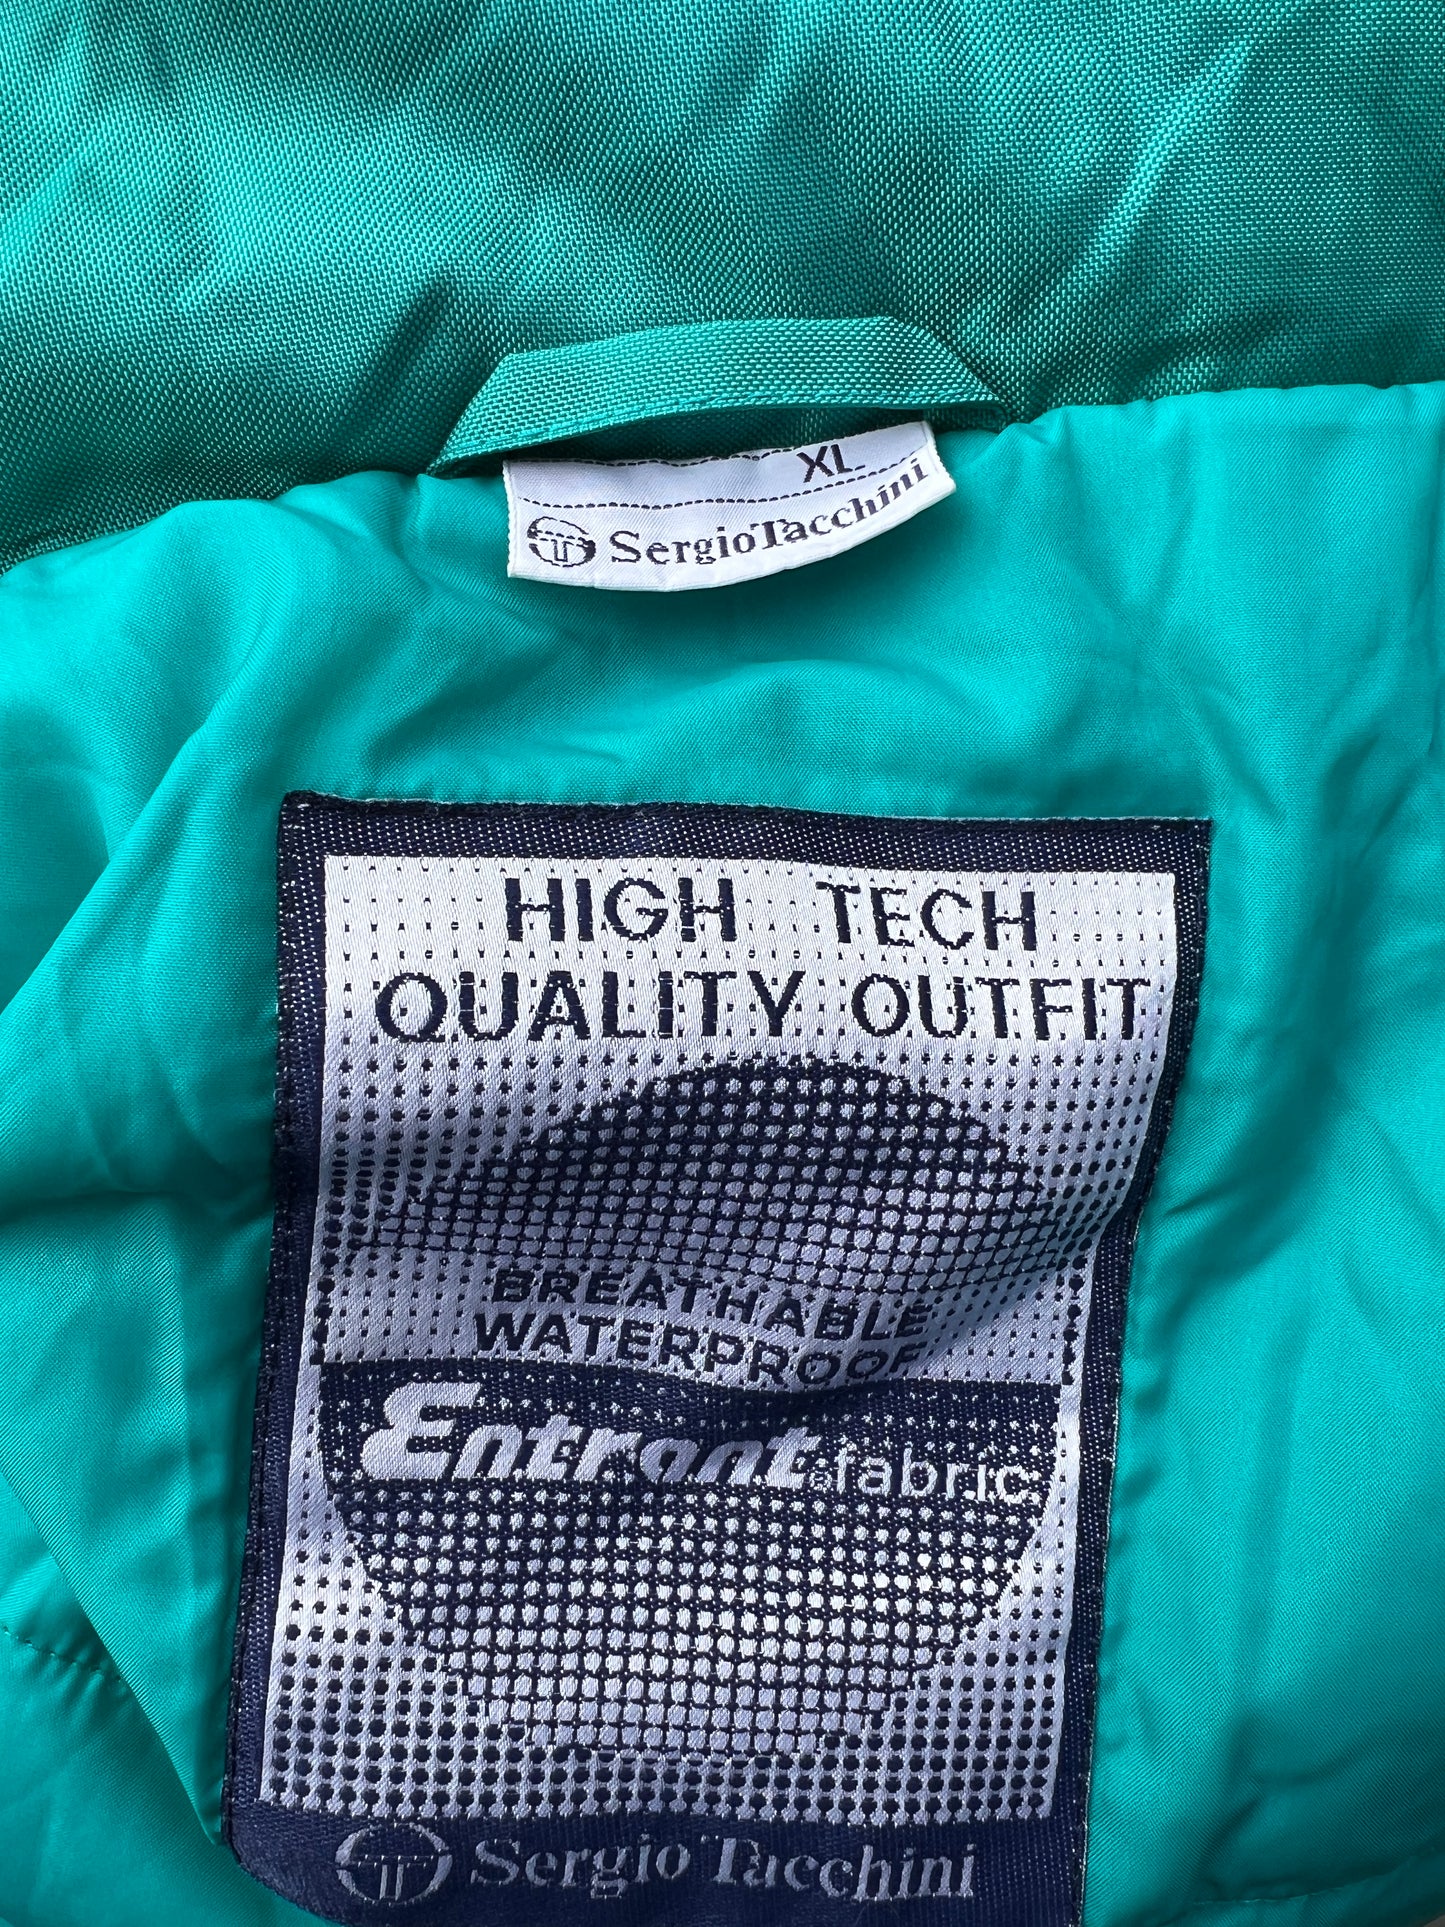 XL
Sergio Tacchini
HIGH TECH
QUALITY OUTFIT
BREATHABLE
WATERPROOF
Entrant® fabric
Sergio Tacchini